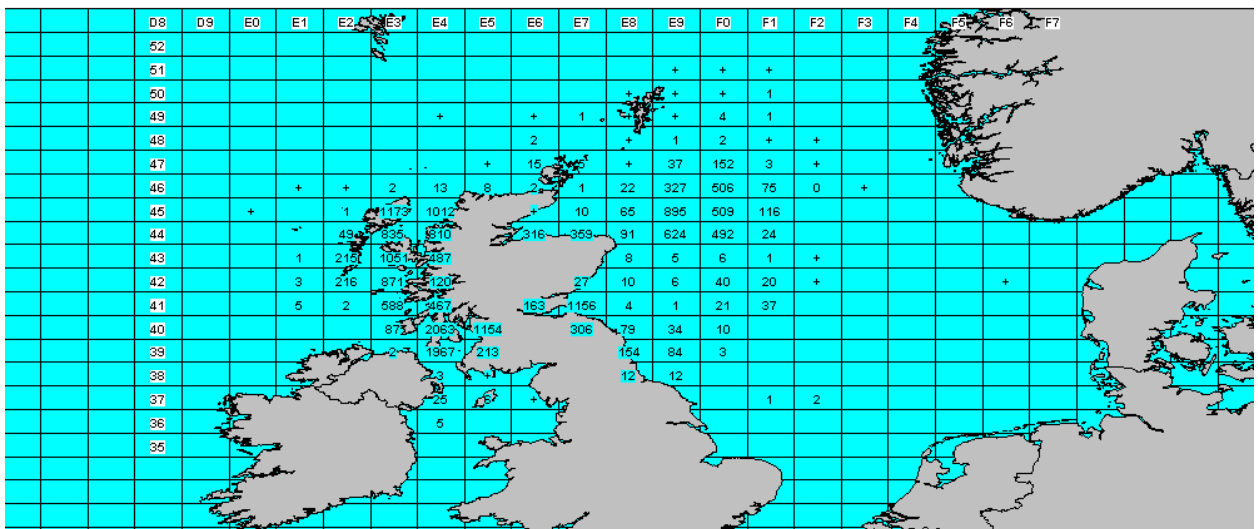 D8 D9 E0 E1 E2 E3 E4 E5 E6 E7 E8 E9 F0 F1 F2 F3 F4 F5 F6 F7
52
51 + + +
50 + + + 1
49 + + 1 + + 4 1
48 2 + 1 2 + +
47 + 15 5 + 37 152 3 +
46 + + 2 13 8 2 1 22 327 506 75 0 +
45 + 1 1173 1012 + 10 65 895 509 116
44 49 835 810 316 359 91 624 492 24
43 1 215 1051 487 8 5 6 1 +
42 3 216 871 120 27 10 6 40 20 + +
41 5 2 588 467 163 1156 4 1 21 37
40 87 2063 1154 306 79 34 10
39 2 1967 213 154 84 3
38 3 + 12 12
37 25 6 + 1 2
36 5
35